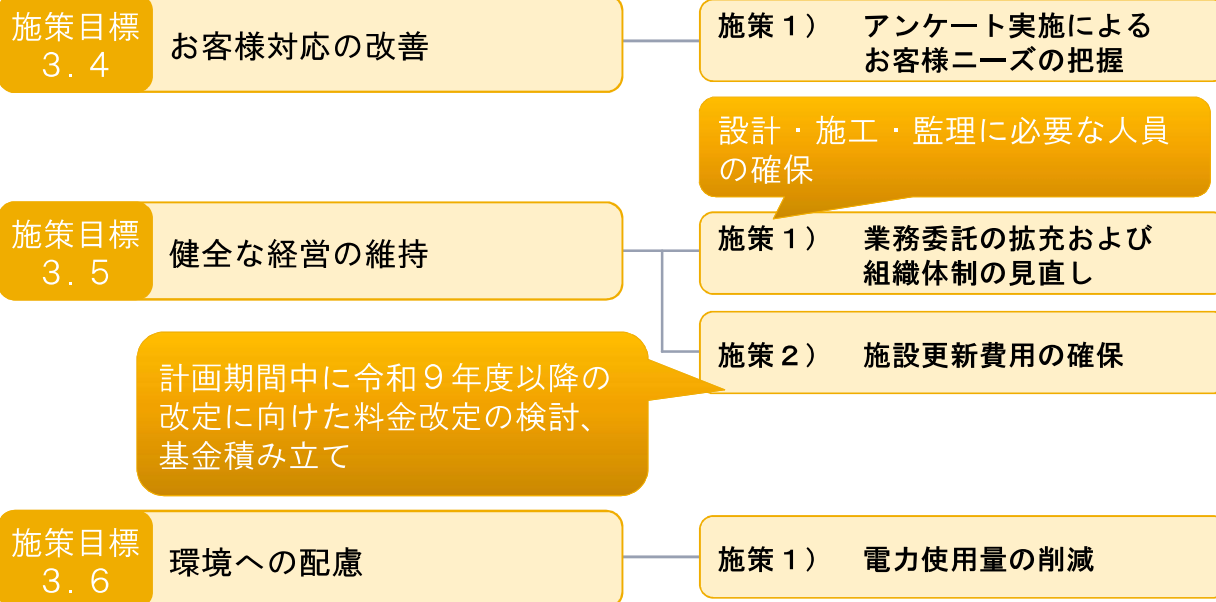 施策目標
３.４
お客様対応の改善
施策１） アンケート実施による
お客様ニーズの把握
設計・施工・監理に必要な人員
の確保
施策目標
３.５
健全な経営の維持
施策１） 業務委託の拡充および
組織体制の見直し
施策２） 施設更新費用の確保
計画期間中に令和９年度以降の
改定に向けた料金改定の検討、
基金積み立て
施策目標
３.６
環境への配慮
施策１） 電力使用量の削減